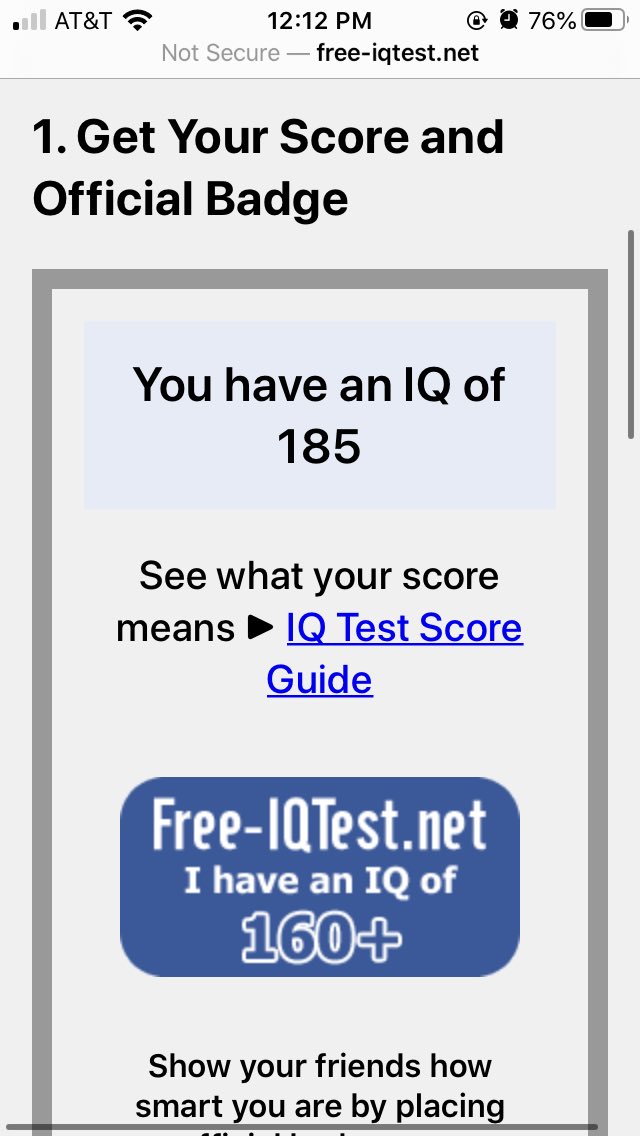 AT&T 12:12 PM 76%
Not Secure — free-iqtest.net
1. Get Your Score and
Official Badge
You have an IQ of
185
See what your score
means ▶ IQ Test Score
Guide
Free-IQTest.net
I have an IQ of
160+
Show your friends how
smart you are by placing